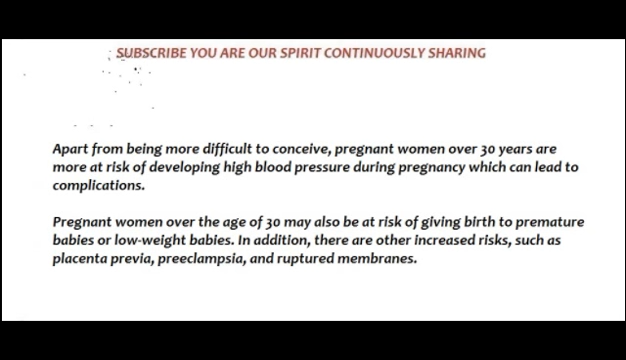 SUBSCRIBE YOU ARE OUR SPIRIT CONTINUOUSLY SHARING
Apart from being more difficult to conceive, pregnant women over 30 years are
more at risk of developing high blood pressure during pregnancy which can lead to
complications.
Pregnant women over the age of 30 may also be at risk of giving birth to premature
babies or low-weight babies. In addition, there are other increased risks, such as
placenta previa, preeclampsia, and ruptured membranes.